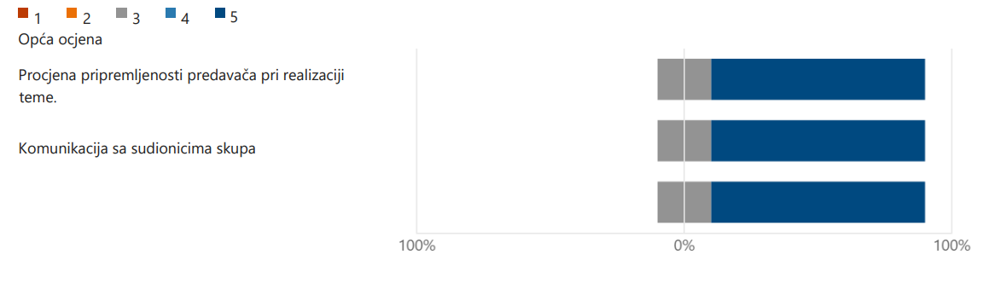 1 2 3 4 5
Opća ocjena
Procjena pripremljenosti predavača pri realizaciji
teme.
Komunikacija sa sudionicima skupa
100% 0% 100%